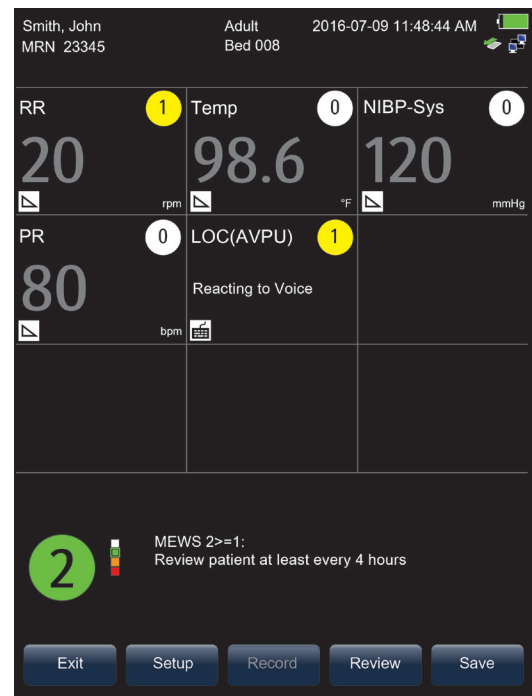 Smith, John Adult 2016-07-09 11:48:44 AM
MRN 23345 Bed 008
RR 1 Temp 0 NIBP-Sys 0
20 98.6 120
rpm °F mmHg
PR 0 LOC(AVPU) 1
80 Reacting to Voice
bpm
MEWS 2>=1:
2 Review patient at least every 4 hours
Exit Setup Record Review Save